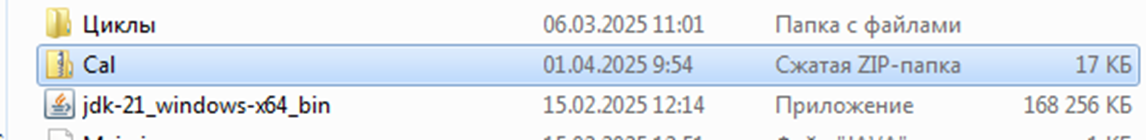 Циклы 06.03.2025 11:01 Папка с файлами
Cal 01.04.2025 9:54 Сжатая ZIP-папка 17 КБ
jdk-21_windows-x64_bin 15.02.2025 12:14 Приложение 168 256 КБ